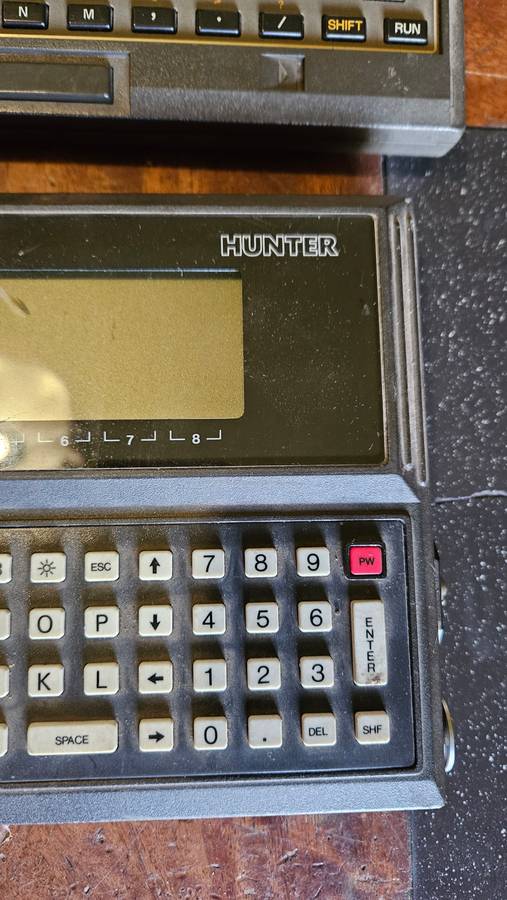 N M , . / SHIFT RUN
HUNTER
6 7 8
ESC ↑ 7 8 9 PW
O P ↓ 4 5 6 ENTER
K L ← 1 2 3
SPACE → 0 . DEL SHF